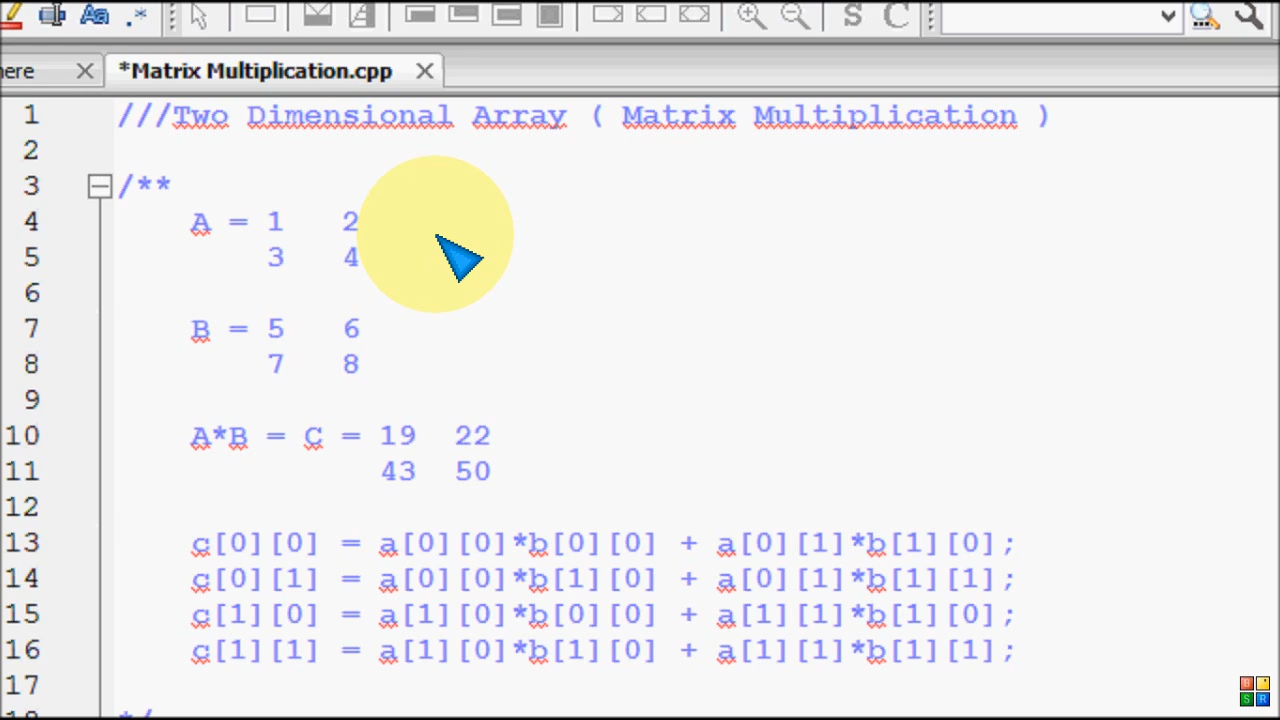 Aa .* S C
here *Matrix Multiplication.cpp
1 ///Two Dimensional Array ( Matrix Multiplication )
2
3 /**
4 A = 1 2
5 3 4
6
7 B = 5 6
8 7 8
9
10 A*B = C = 19 22
11 43 50
12
13 c[0][0] = a[0][0]*b[0][0] + a[0][1]*b[1][0];
14 c[0][1] = a[0][0]*b[1][0] + a[0][1]*b[1][1];
15 c[1][0] = a[1][0]*b[0][0] + a[1][1]*b[1][0];
16 c[1][1] = a[1][0]*b[1][0] + a[1][1]*b[1][1];
17
18 */